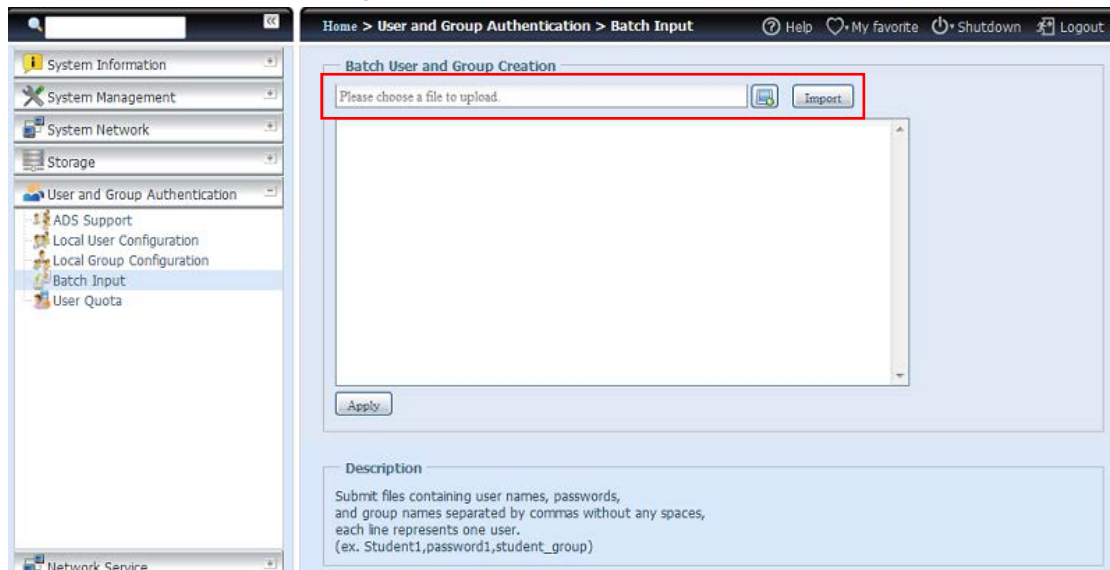 Home > User and Group Authentication > Batch Input
Help
My favorite
Shutdown
Logout
System Information
System Management
System Network
Storage
User and Group Authentication
ADS Support
Local User Configuration
Local Group Configuration
Batch Input
User Quota
Network Service
Batch User and Group Creation
Please choose a file to upload.
Import
Apply
Description
Submit files containing user names, passwords,
and group names separated by commas without any spaces,
each line represents one user.
(ex. Student1,password1,student_group)